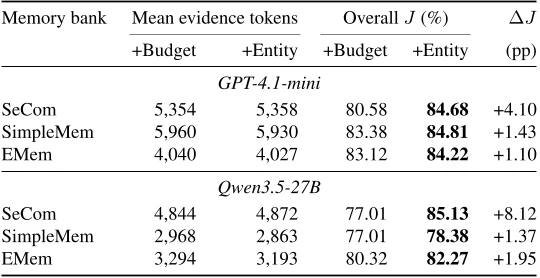 Memory bank Mean evidence tokens Overall J (%) ΔJ
+Budget +Entity +Budget +Entity (pp)
GPT-4.1-mini
SeCom 5,354 5,358 80.58 84.68 +4.10
SimpleMem 5,960 5,930 83.38 84.81 +1.43
EMem 4,040 4,027 83.12 84.22 +1.10
Qwen3.5-27B
SeCom 4,844 4,872 77.01 85.13 +8.12
SimpleMem 2,968 2,863 77.01 78.38 +1.37
EMem 3,294 3,193 80.32 82.27 +1.95